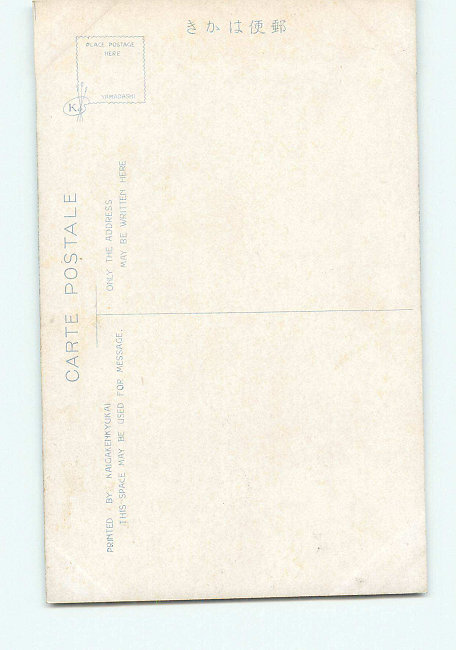 きかは便郵
PLACE POSTAGE
HERE
YAMADASHI
K
CARTE POSTALE
ONLY THE ADDRESS
MAY BE WRITTEN HERE
PRINTED BY KAIGAKENKYUKAI
THIS SPACE MAY BE USED FOR MESSAGE.